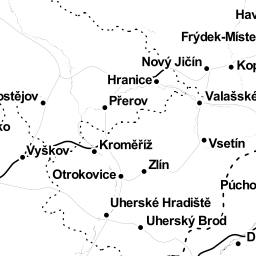 Hav
Frýdek-Míste
Nový Jičín
Kop
Hranice
ostějov
Přerov
Valašské
ko
Kroměříž
Vsetín
Vyškov
Zlín
Otrokovice
Púcho
Uherské Hradiště
Uherský Brod
D